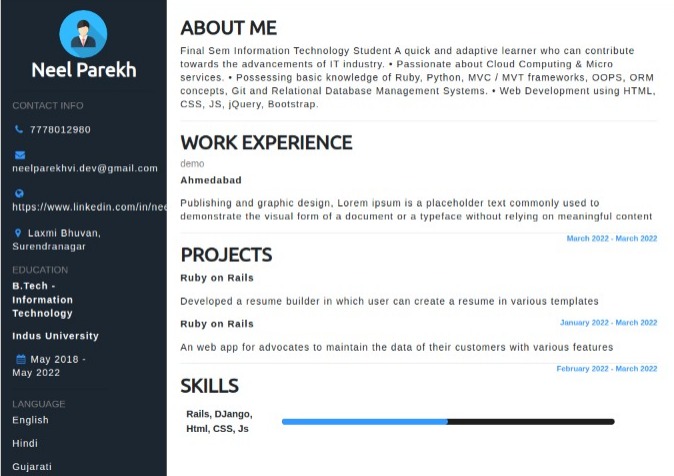 Neel Parekh
CONTACT INFO
7778012980
neelparekhvi.dev@gmail.com
https://www.linkedin.com/in/nee
Laxmi Bhuvan,
Surendranagar
EDUCATION
B.Tech -
Information
Technology
Indus University
May 2018 -
May 2022
LANGUAGE
English
Hindi
Gujarati
ABOUT ME
Final Sem Information Technology Student A quick and adaptive learner who can contribute
towards the advancements of IT industry. • Passionate about Cloud Computing & Micro
services. • Possessing basic knowledge of Ruby, Python, MVC / MVT frameworks, OOPS, ORM
concepts, Git and Relational Database Management Systems. • Web Development using HTML,
CSS, JS, jQuery, Bootstrap.
WORK EXPERIENCE
demo
Ahmedabad
Publishing and graphic design, Lorem ipsum is a placeholder text commonly used to
demonstrate the visual form of a document or a typeface without relying on meaningful content
March 2022 - March 2022
PROJECTS
Ruby on Rails
Developed a resume builder in which user can create a resume in various templates
Ruby on Rails
January 2022 - March 2022
An web app for advocates to maintain the data of their customers with various features
February 2022 - March 2022
SKILLS
Rails, DJango,
Html, CSS, Js